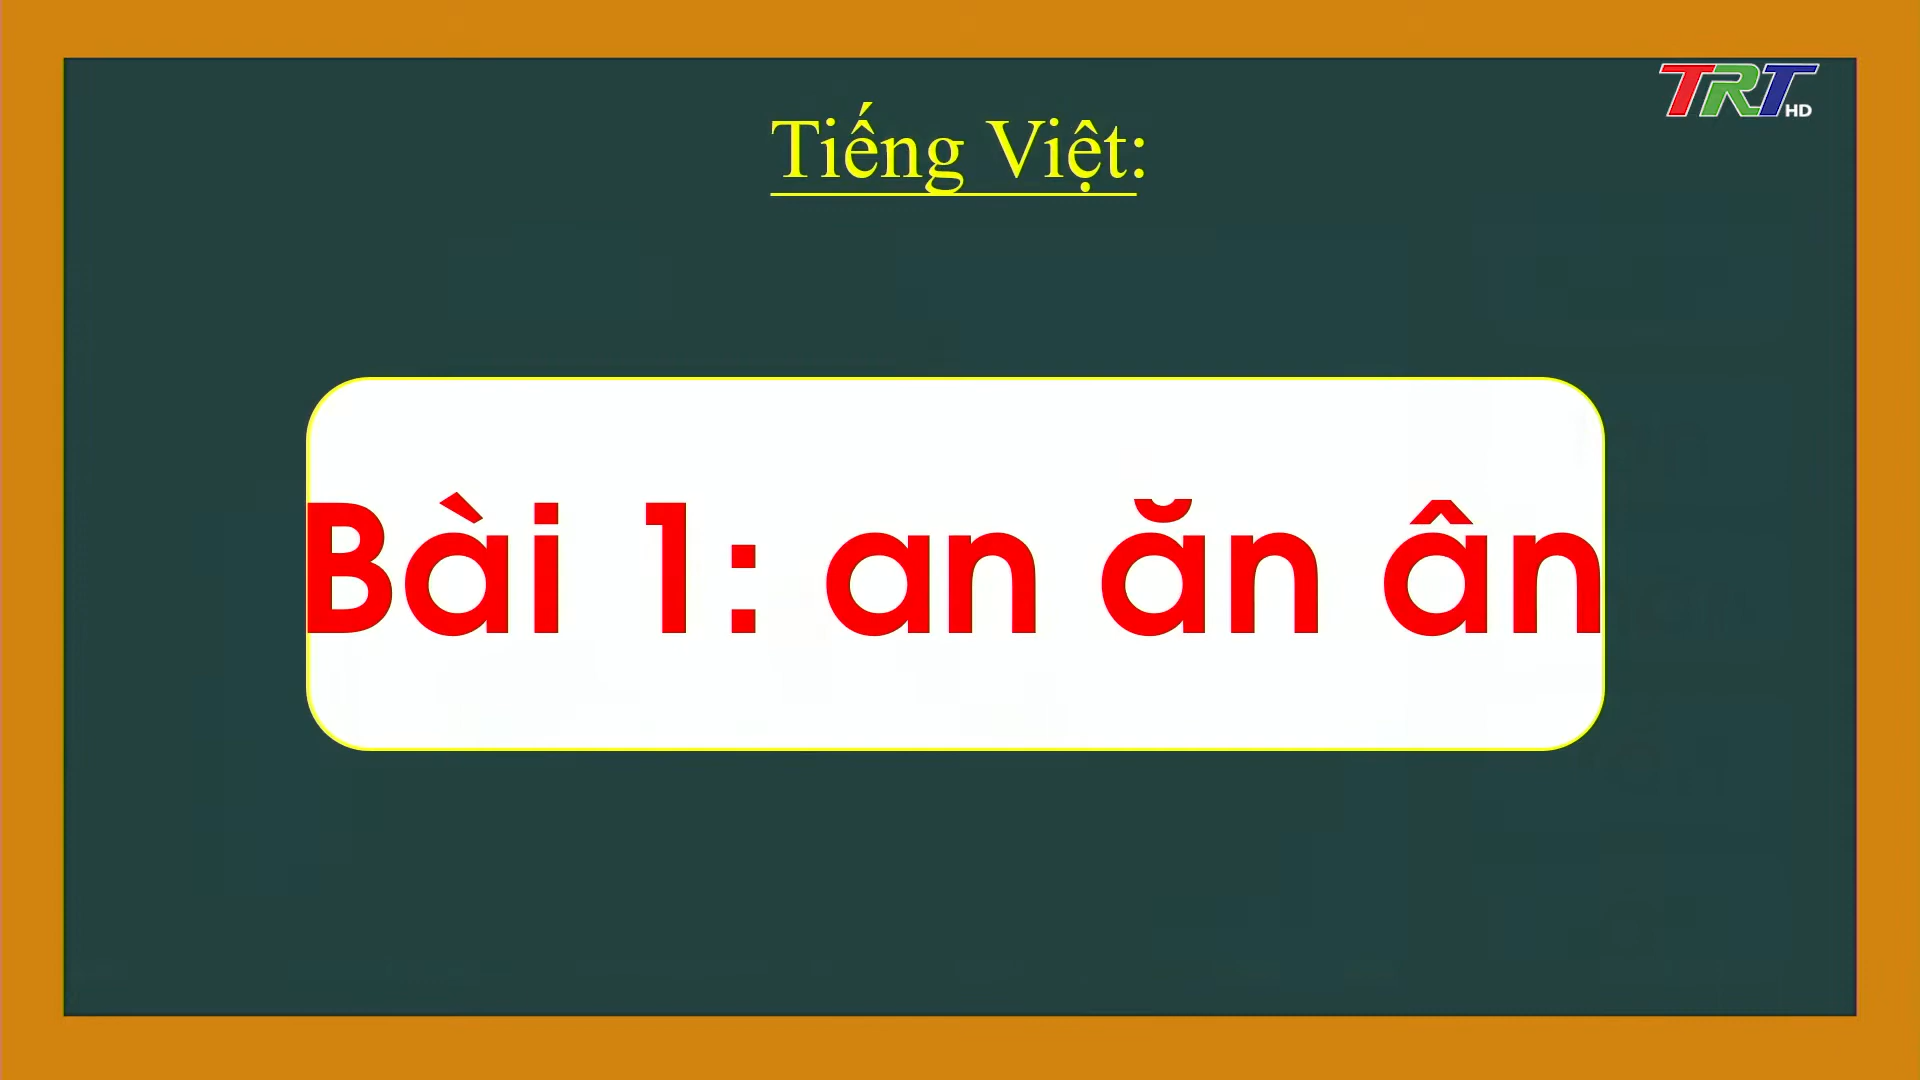 TRT HD
Tiếng Việt:
Bài 1: an ăn ân